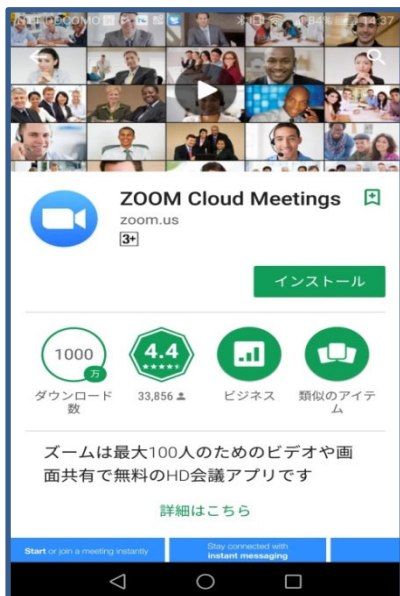 DOCOMO
84% 14:37
ZOOM Cloud Meetings
zoom.us
3+
インストール
1000
万
4.4
ダウンロード
数
33,856
ビジネス
類似のアイテ
ム
ズームは最大100人のためのビデオや画
面共有で無料のHD会議アプリです
詳細はこちら
Start or join a meeting instantly
Stay connected with
instant messaging